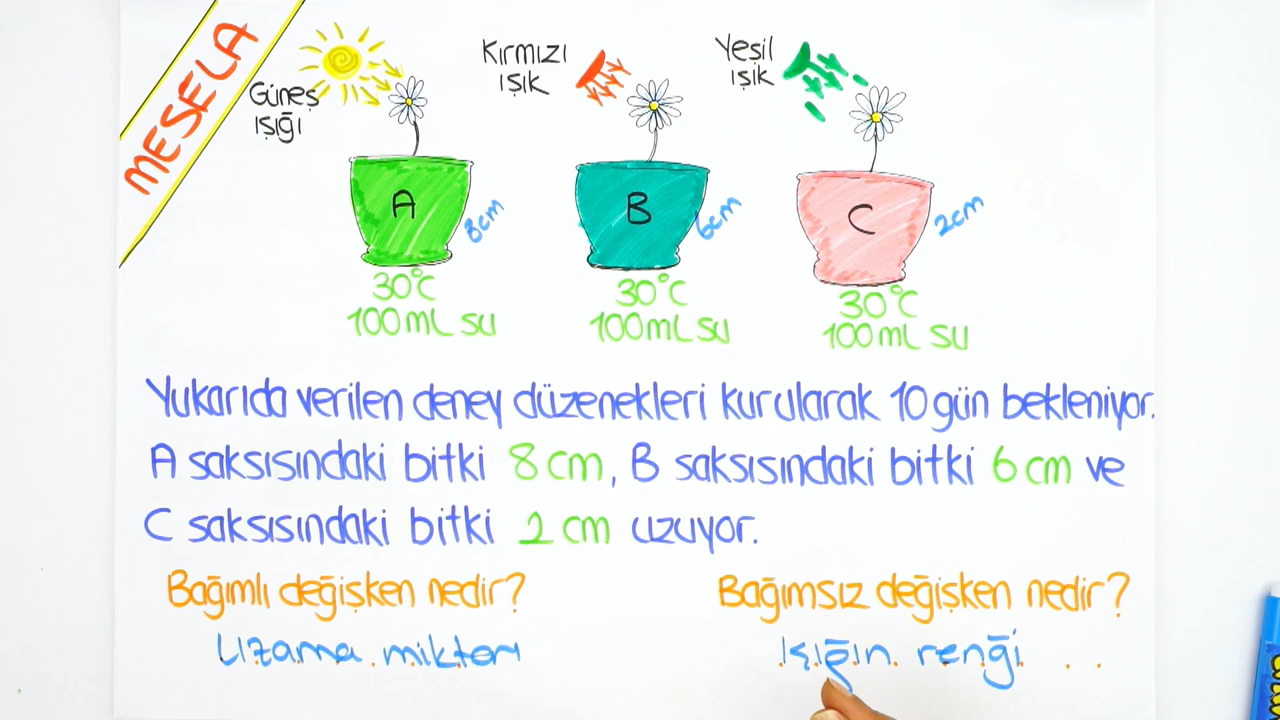 MESELA
Güneş
ışığı
Kırmızı
ışık
Yeşil
ışık
A
B
C
8cm
6cm
2cm
30°C
100mL su
30°C
100mL su
30°C
100mL su
Yukarıda verilen deney düzenekleri kurularak 10 gün bekleniyor.
A saksısındaki bitki 8 cm, B saksısındaki bitki 6 cm ve
C saksısındaki bitki 2 cm uzuyor.
Bağımlı değişken nedir?
Bağımsız değişken nedir?
Uzama miktarı
Işığın rengi